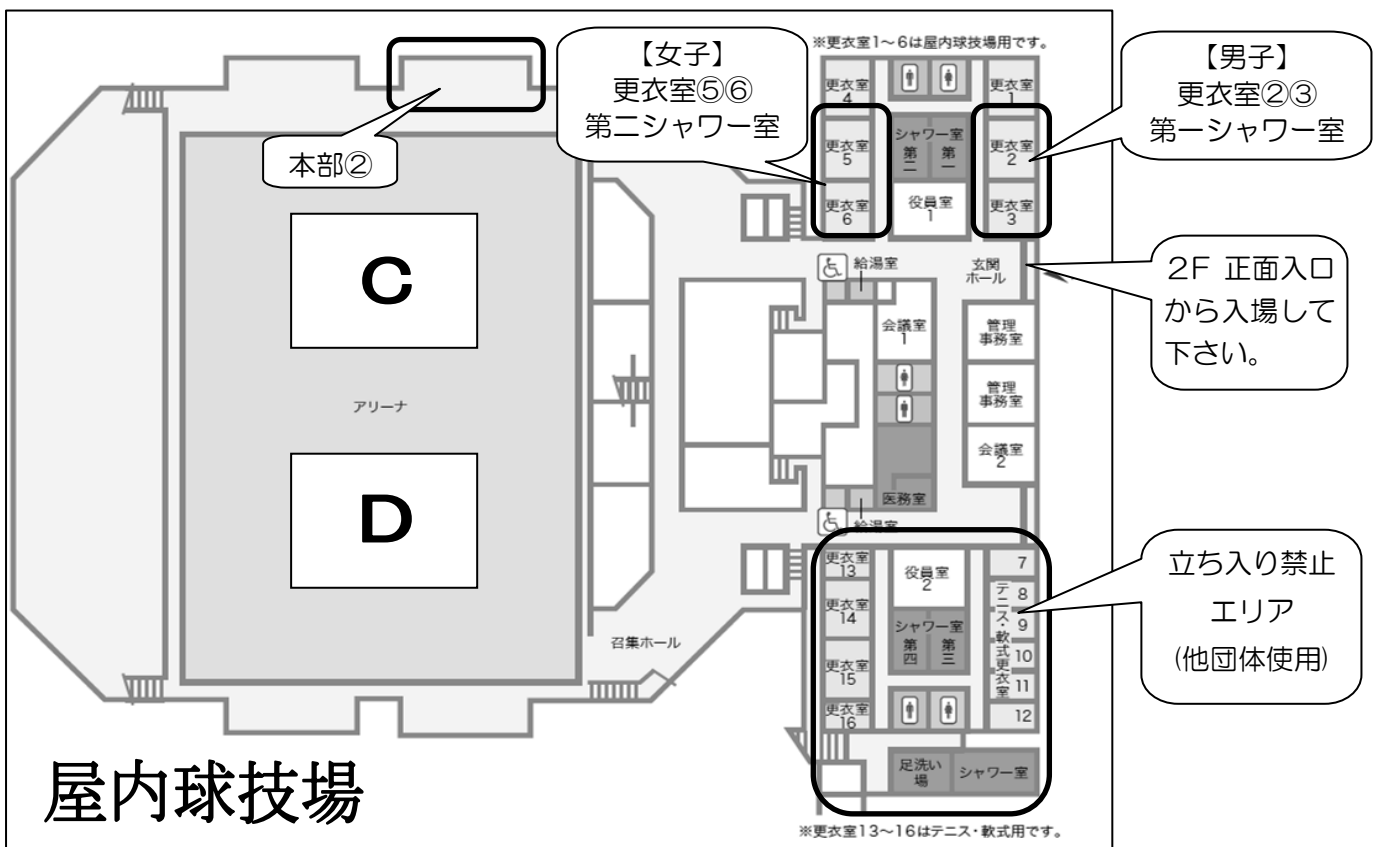 ※更衣室1〜6は屋内球技場用です。
【女子】
更衣室⑤⑥
第二シャワー室
【男子】
更衣室②③
第一シャワー室
本部②
更衣室
4
更衣室
1
更衣室
5
シャワー室
第二
第一
更衣室
2
更衣室
6
役員室
1
更衣室
3
給湯室
玄関
ホール
2F 正面入口
から入場して
下さい。
C
アリーナ
D
会議室
1
管理
事務室
管理
事務室
会議室
2
医務室
給湯室
更衣室
13
役員室
2
7
更衣室
14
シャワー室
第四
第三
テニス・軟式更衣室
8
9
10
11
12
更衣室
15
更衣室
16
立ち入り禁止
エリア
(他団体使用)
召集ホール
足洗い
場
シャワー室
屋内球技場
※更衣室13〜16はテニス・軟式用です。